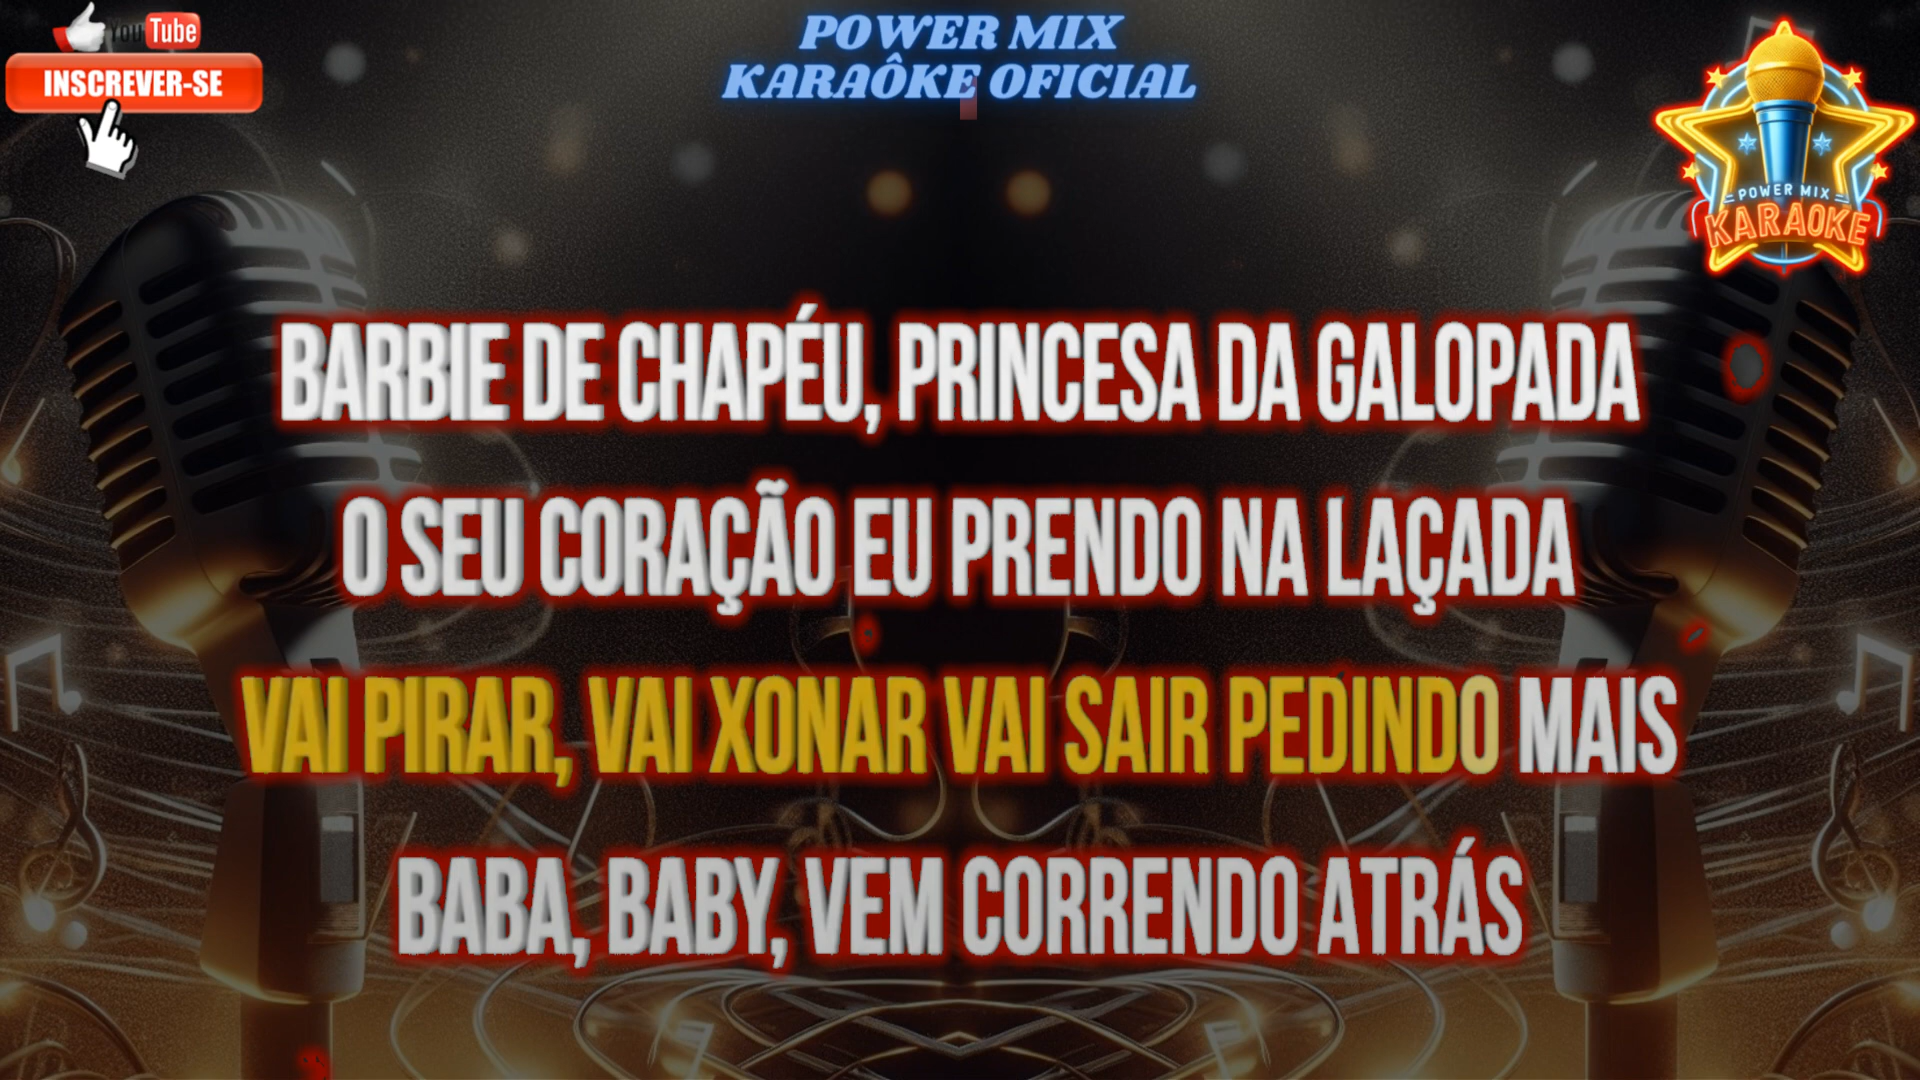 YouTube
INSCREVER-SE
POWER MIX
KARAÔKE OFICIAL
POWER MIX
KARAOKE
BARBIE DE CHAPÉU, PRINCESA DA GALOPADA
O SEU CORAÇÃO EU PRENDO NA LAÇADA
VAI PIRAR, VAI XONAR VAI SAIR PEDINDO MAIS
BABA, BABY, VEM CORRENDO ATRÁS